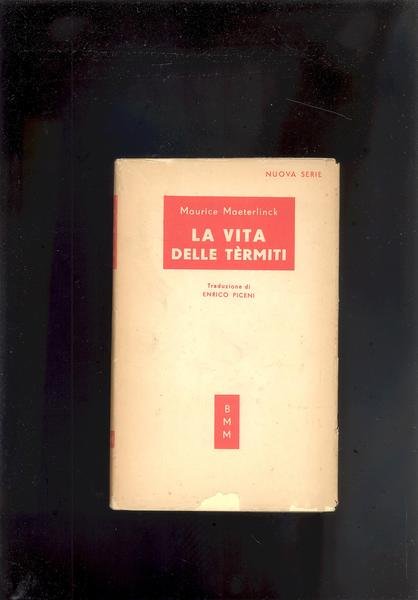 NUOVA SERIE
Maurice Maeterlinck
LA VITA
DELLE TÈRMITI
Traduzione di
ENRICO PICENI
B
M
M